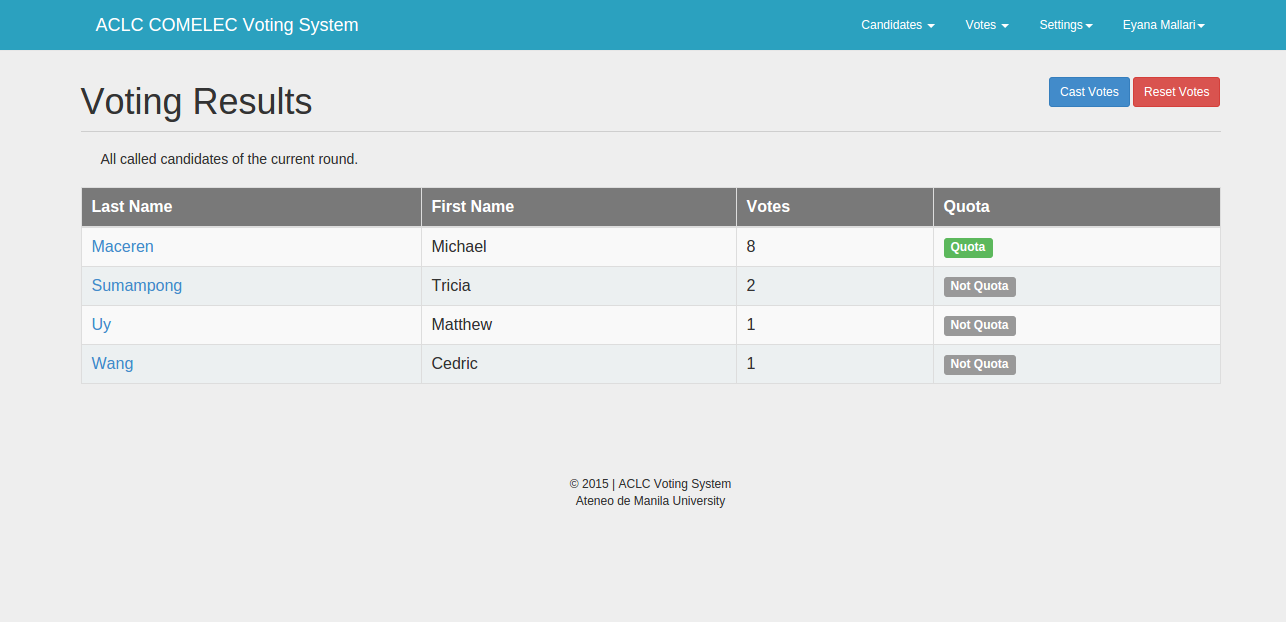 ACLC COMELEC Voting System Candidates Votes Settings Eyana Mallari
Voting Results Cast Votes Reset Votes
All called candidates of the current round.
Last Name First Name Votes Quota
Maceren Michael 8 Quota
Sumampong Tricia 2 Not Quota
Uy Matthew 1 Not Quota
Wang Cedric 1 Not Quota
© 2015 | ACLC Voting System
Ateneo de Manila University